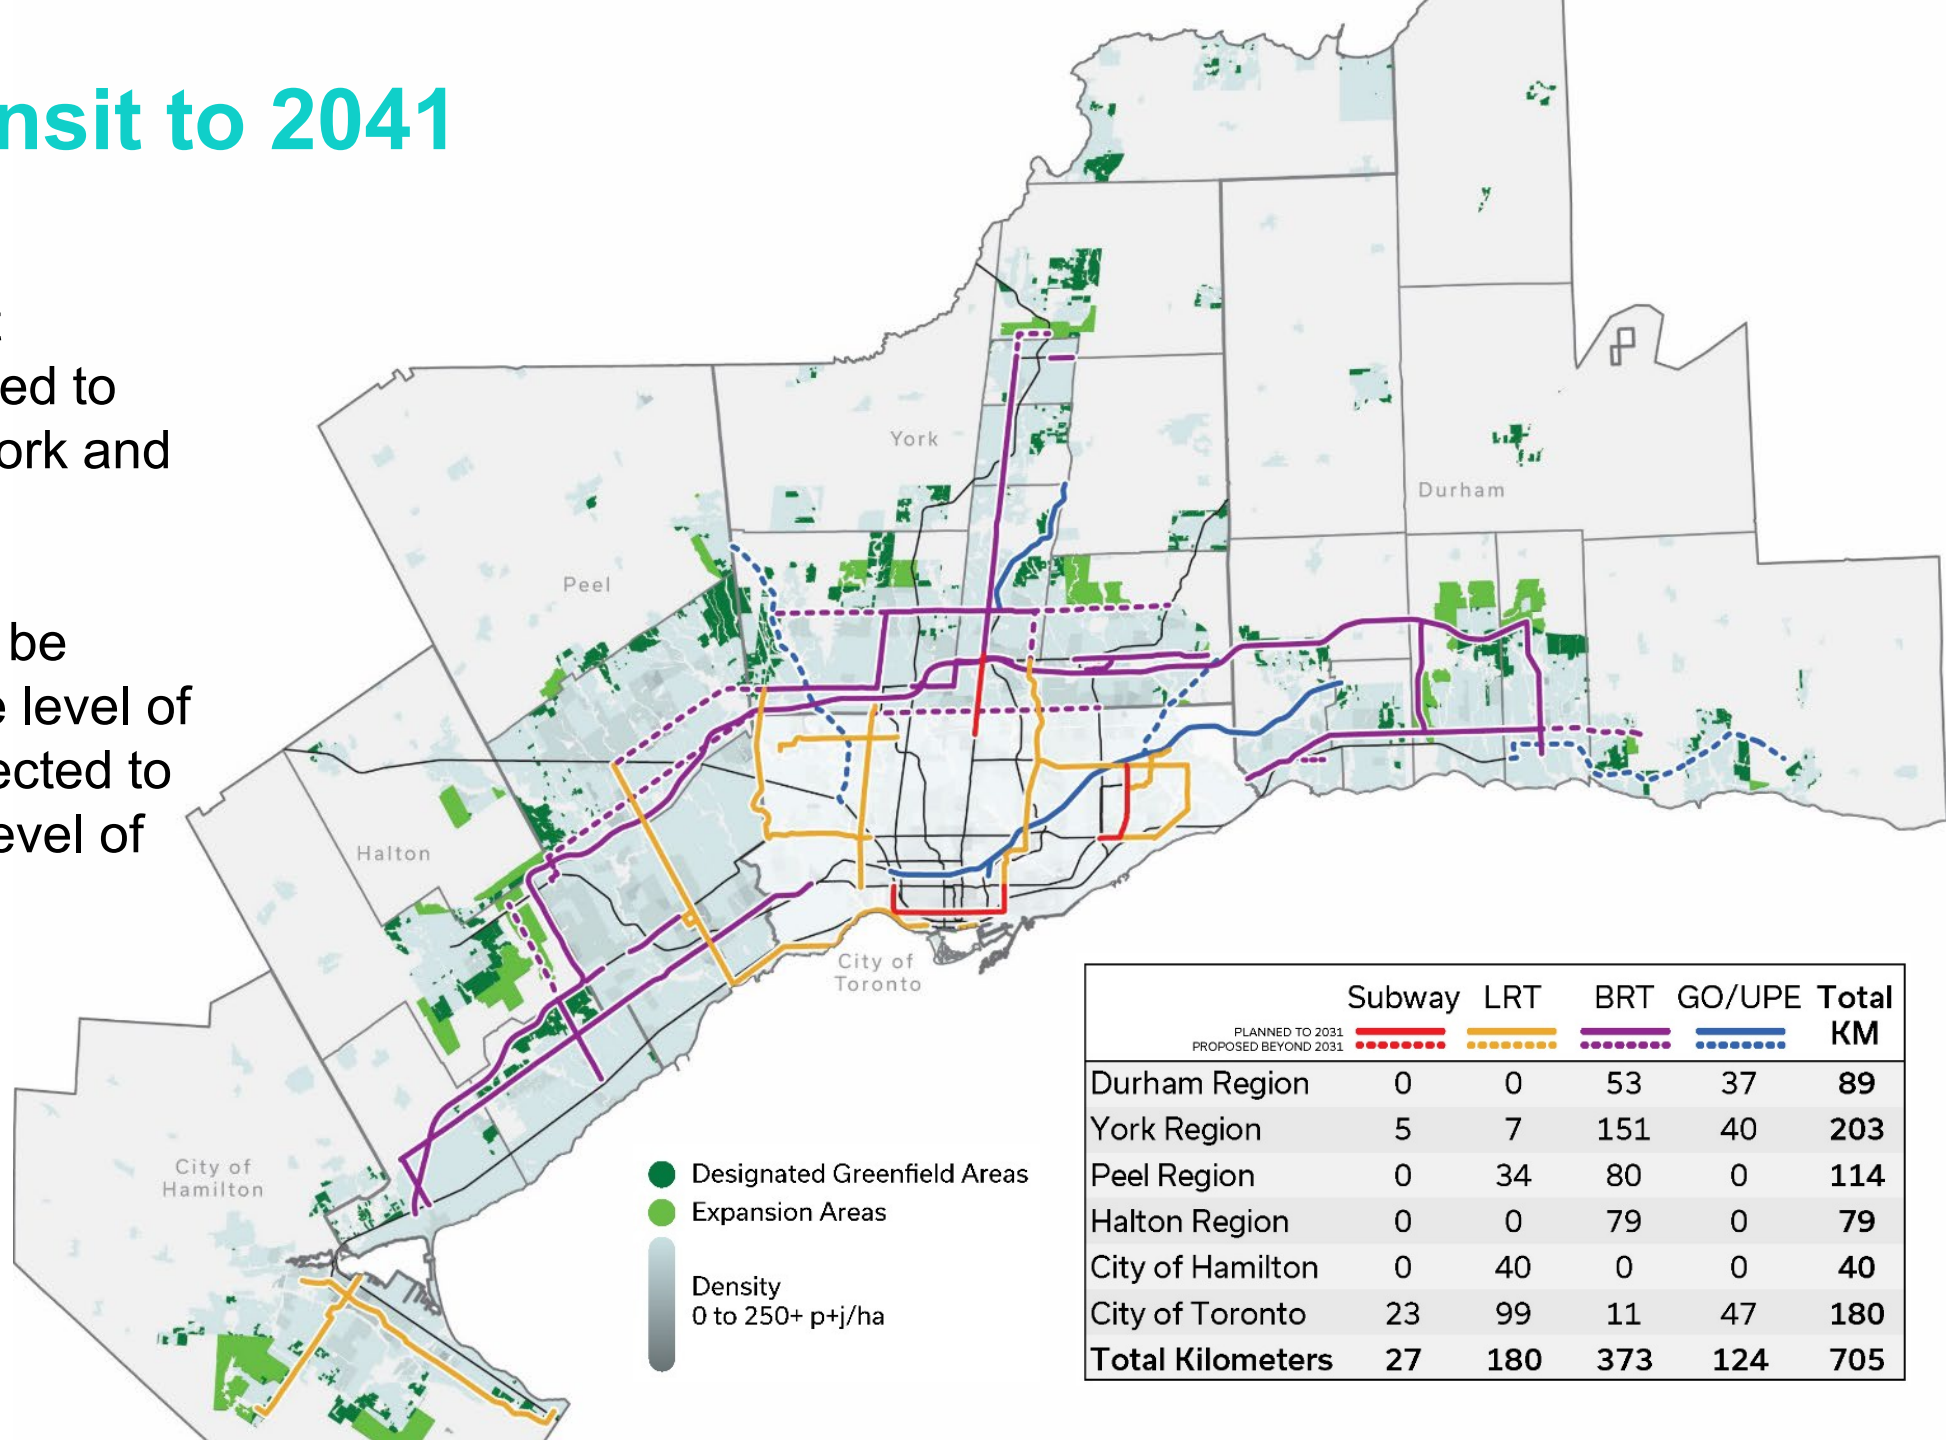 nsit to 2041
t
ed to
ork and
be
e level of
ected to
evel of
York
Durham
Peel
Halton
City of
Toronto
City of
Hamilton
Designated Greenfield Areas
Expansion Areas
Density
0 to 250+ p+j/ha
Subway LRT BRT GO/UPE Total
KM
PLANNED TO 2031
PROPOSED BEYOND 2031
Durham Region 0 0 53 37 89
York Region 5 7 151 40 203
Peel Region 0 34 80 0 114
Halton Region 0 0 79 0 79
City of Hamilton 0 40 0 0 40
City of Toronto 23 99 11 47 180
Total Kilometers 27 180 373 124 705